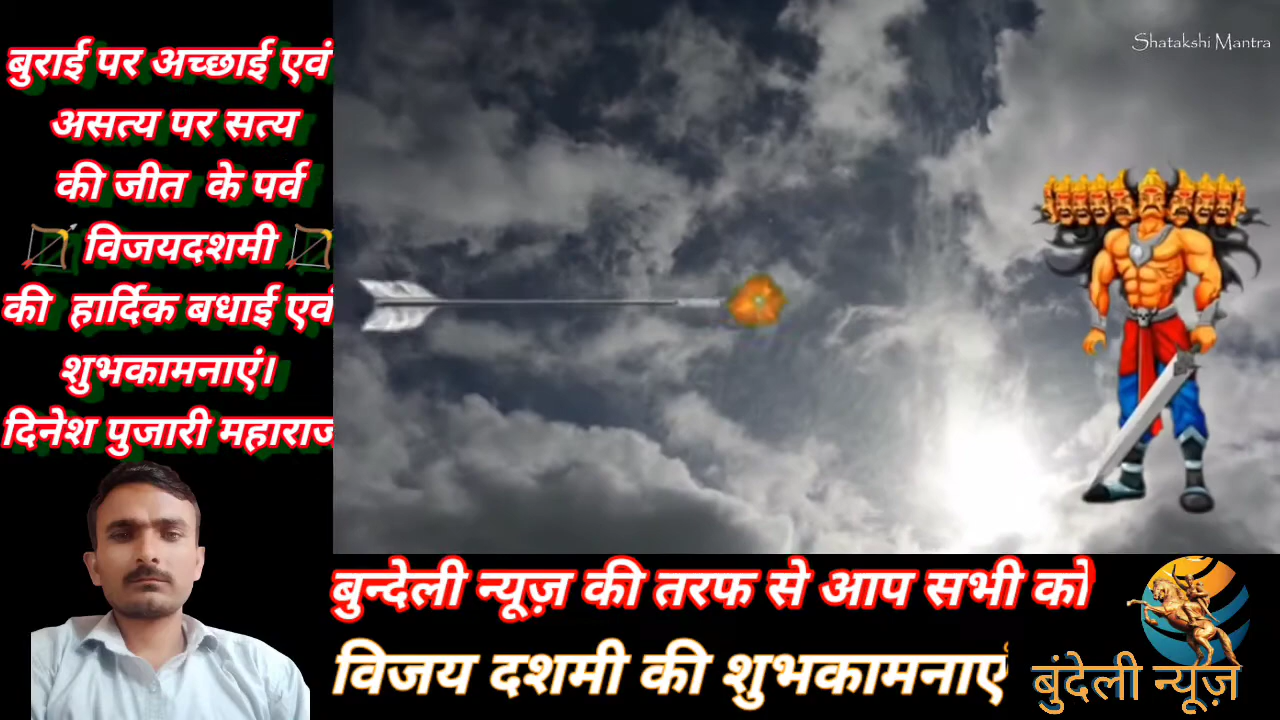 बुराई पर अच्छाई एवं
असत्य पर सत्य
की जीत के पर्व
विजयदशमी
की हार्दिक बधाई एवं
शुभकामनाएं।
दिनेश पुजारी महाराज
Shatakshi Mantra
बुन्देली न्यूज़ की तरफ से आप सभी को
विजय दशमी की शुभकामनाएं
बुंदेली न्यूज़